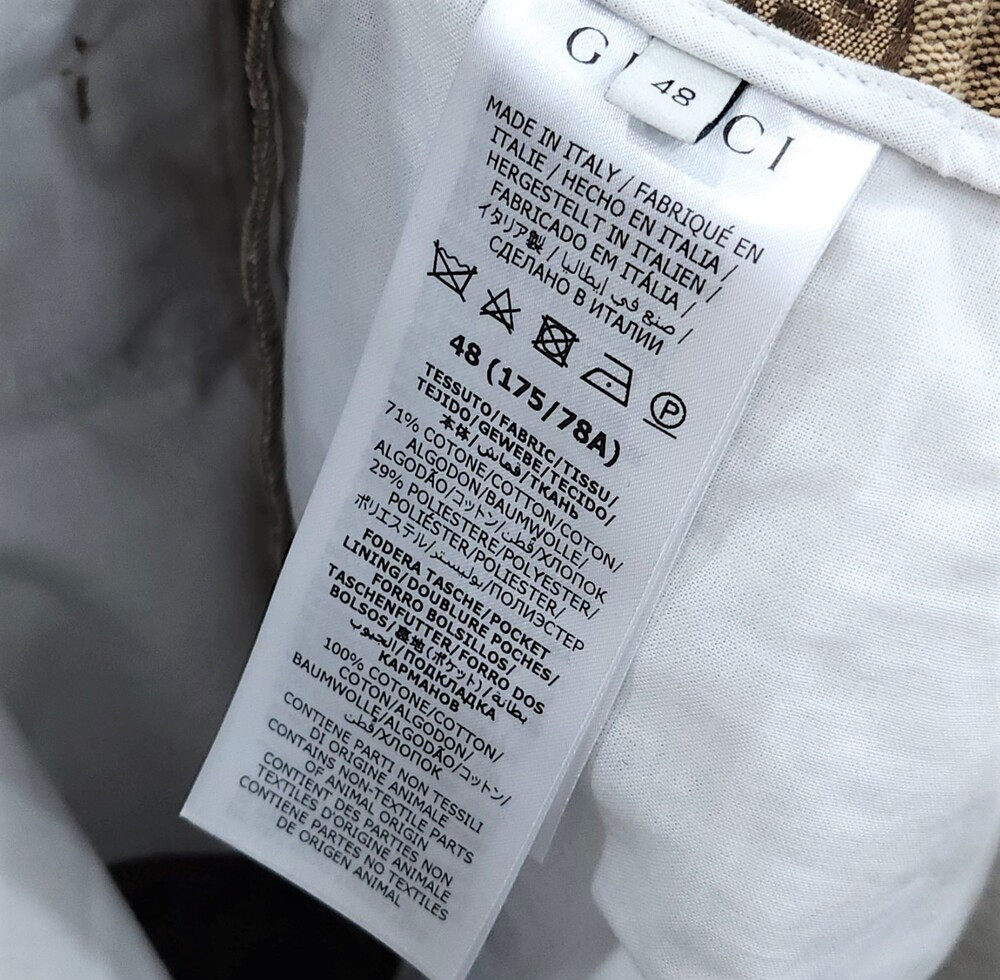 G CCI
48
MADE IN ITALY / FABRIQUÉ EN
ITALIE / HECHO EN ITALIA /
HERGESTELLT IN ITALIEN /
FABRICADO EM ITÁLIA /
イタリア製 / صنع في إيطاليا /
СДЕЛАНО В ИТАЛИИ
P
48 (175/78A)
TESSUTO/FABRIC/TISSU/
TEJIDO/GEWEBE/TECIDO/
本体/قماش/ТКАНЬ
71% COTONE/COTTON/COTON/
ALGODON/BAUMWOLLE/
ALGODÃO/コットン/قطن/ХЛОПОК
29% POLIESTERE/POLYESTER/
POLIÉSTER/POLIESTER/
ポリエステル/بوليستر/ПОЛИЭСТЕР
FODERA TASCHE/POCKET
LINING/DOUBLURE POCHES/
FORRO BOLSILLOS/
TASCHENFUTTER/FORRO DOS
BOLSOS/裏地(ポケット)/بطانة
الجيوب/ПОДКЛАДКА
КАРМАНОВ
100% COTONE/COTTON/
COTON/ALGODON/
BAUMWOLLE/ALGODÃO/コットン/
قطن/ХЛОПОК
CONTIENE PARTI NON TESSILI
DI ORIGINE ANIMALE
CONTAINS NON-TEXTILE PARTS
OF ANIMAL ORIGIN
CONTIENT DES PARTIES NON
TEXTILES D'ORIGINE ANIMALE
CONTIENE PARTES NO TEXTILES
DE ORIGEN ANIMAL